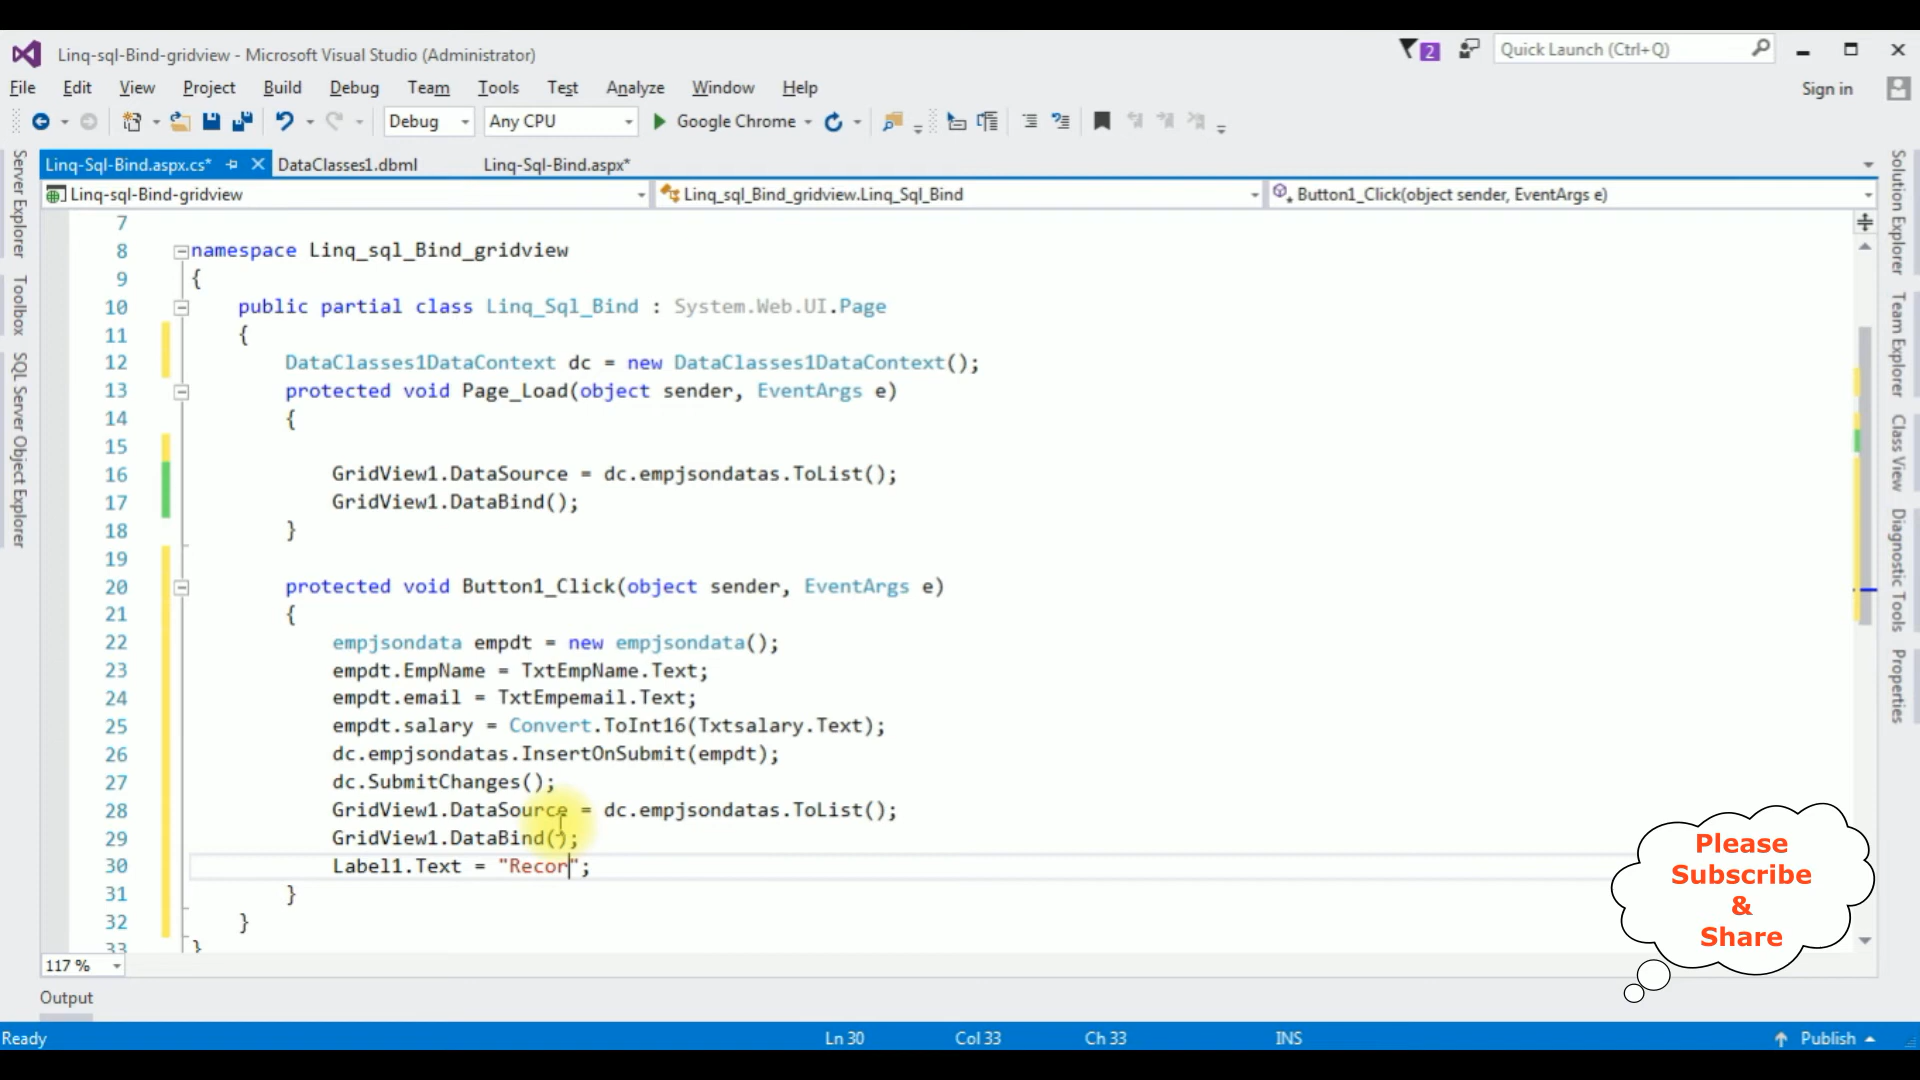 Linq-sql-Bind-gridview - Microsoft Visual Studio (Administrator)
2
Quick Launch (Ctrl+Q)
File Edit View Project Build Debug Team Tools Test Analyze Window Help
Sign in
Debug
Any CPU
Google Chrome
Linq-Sql-Bind.aspx.cs*
DataClasses1.dbml
Linq-Sql-Bind.aspx*
Linq-sql-Bind-gridview
Linq_sql_Bind_gridview.Linq_Sql_Bind
Button1_Click(object sender, EventArgs e)
Server Explorer
Toolbox
SQL Server Object Explorer
7
8 namespace Linq_sql_Bind_gridview
9 {
10 public partial class Linq_Sql_Bind : System.Web.UI.Page
11 {
12 DataClasses1DataContext dc = new DataClasses1DataContext();
13 protected void Page_Load(object sender, EventArgs e)
14 {
15
16 GridView1.DataSource = dc.empjsondatas.ToList();
17 GridView1.DataBind();
18 }
19
20 protected void Button1_Click(object sender, EventArgs e)
21 {
22 empjsondata empdt = new empjsondata();
23 empdt.EmpName = TxtEmpName.Text;
24 empdt.email = TxtEmpemail.Text;
25 empdt.salary = Convert.ToInt16(Txtsalary.Text);
26 dc.empjsondatas.InsertOnSubmit(empdt);
27 dc.SubmitChanges();
28 GridView1.DataSource = dc.empjsondatas.ToList();
29 GridView1.DataBind();
30 Label1.Text = "Recor";
31 }
32 }
33 }
Solution Explorer
Team Explorer
Class View
Diagnostic Tools
Properties
Please
Subscribe
&
Share
117 %
Output
Ready
Ln 30
Col 33
Ch 33
INS
Publish